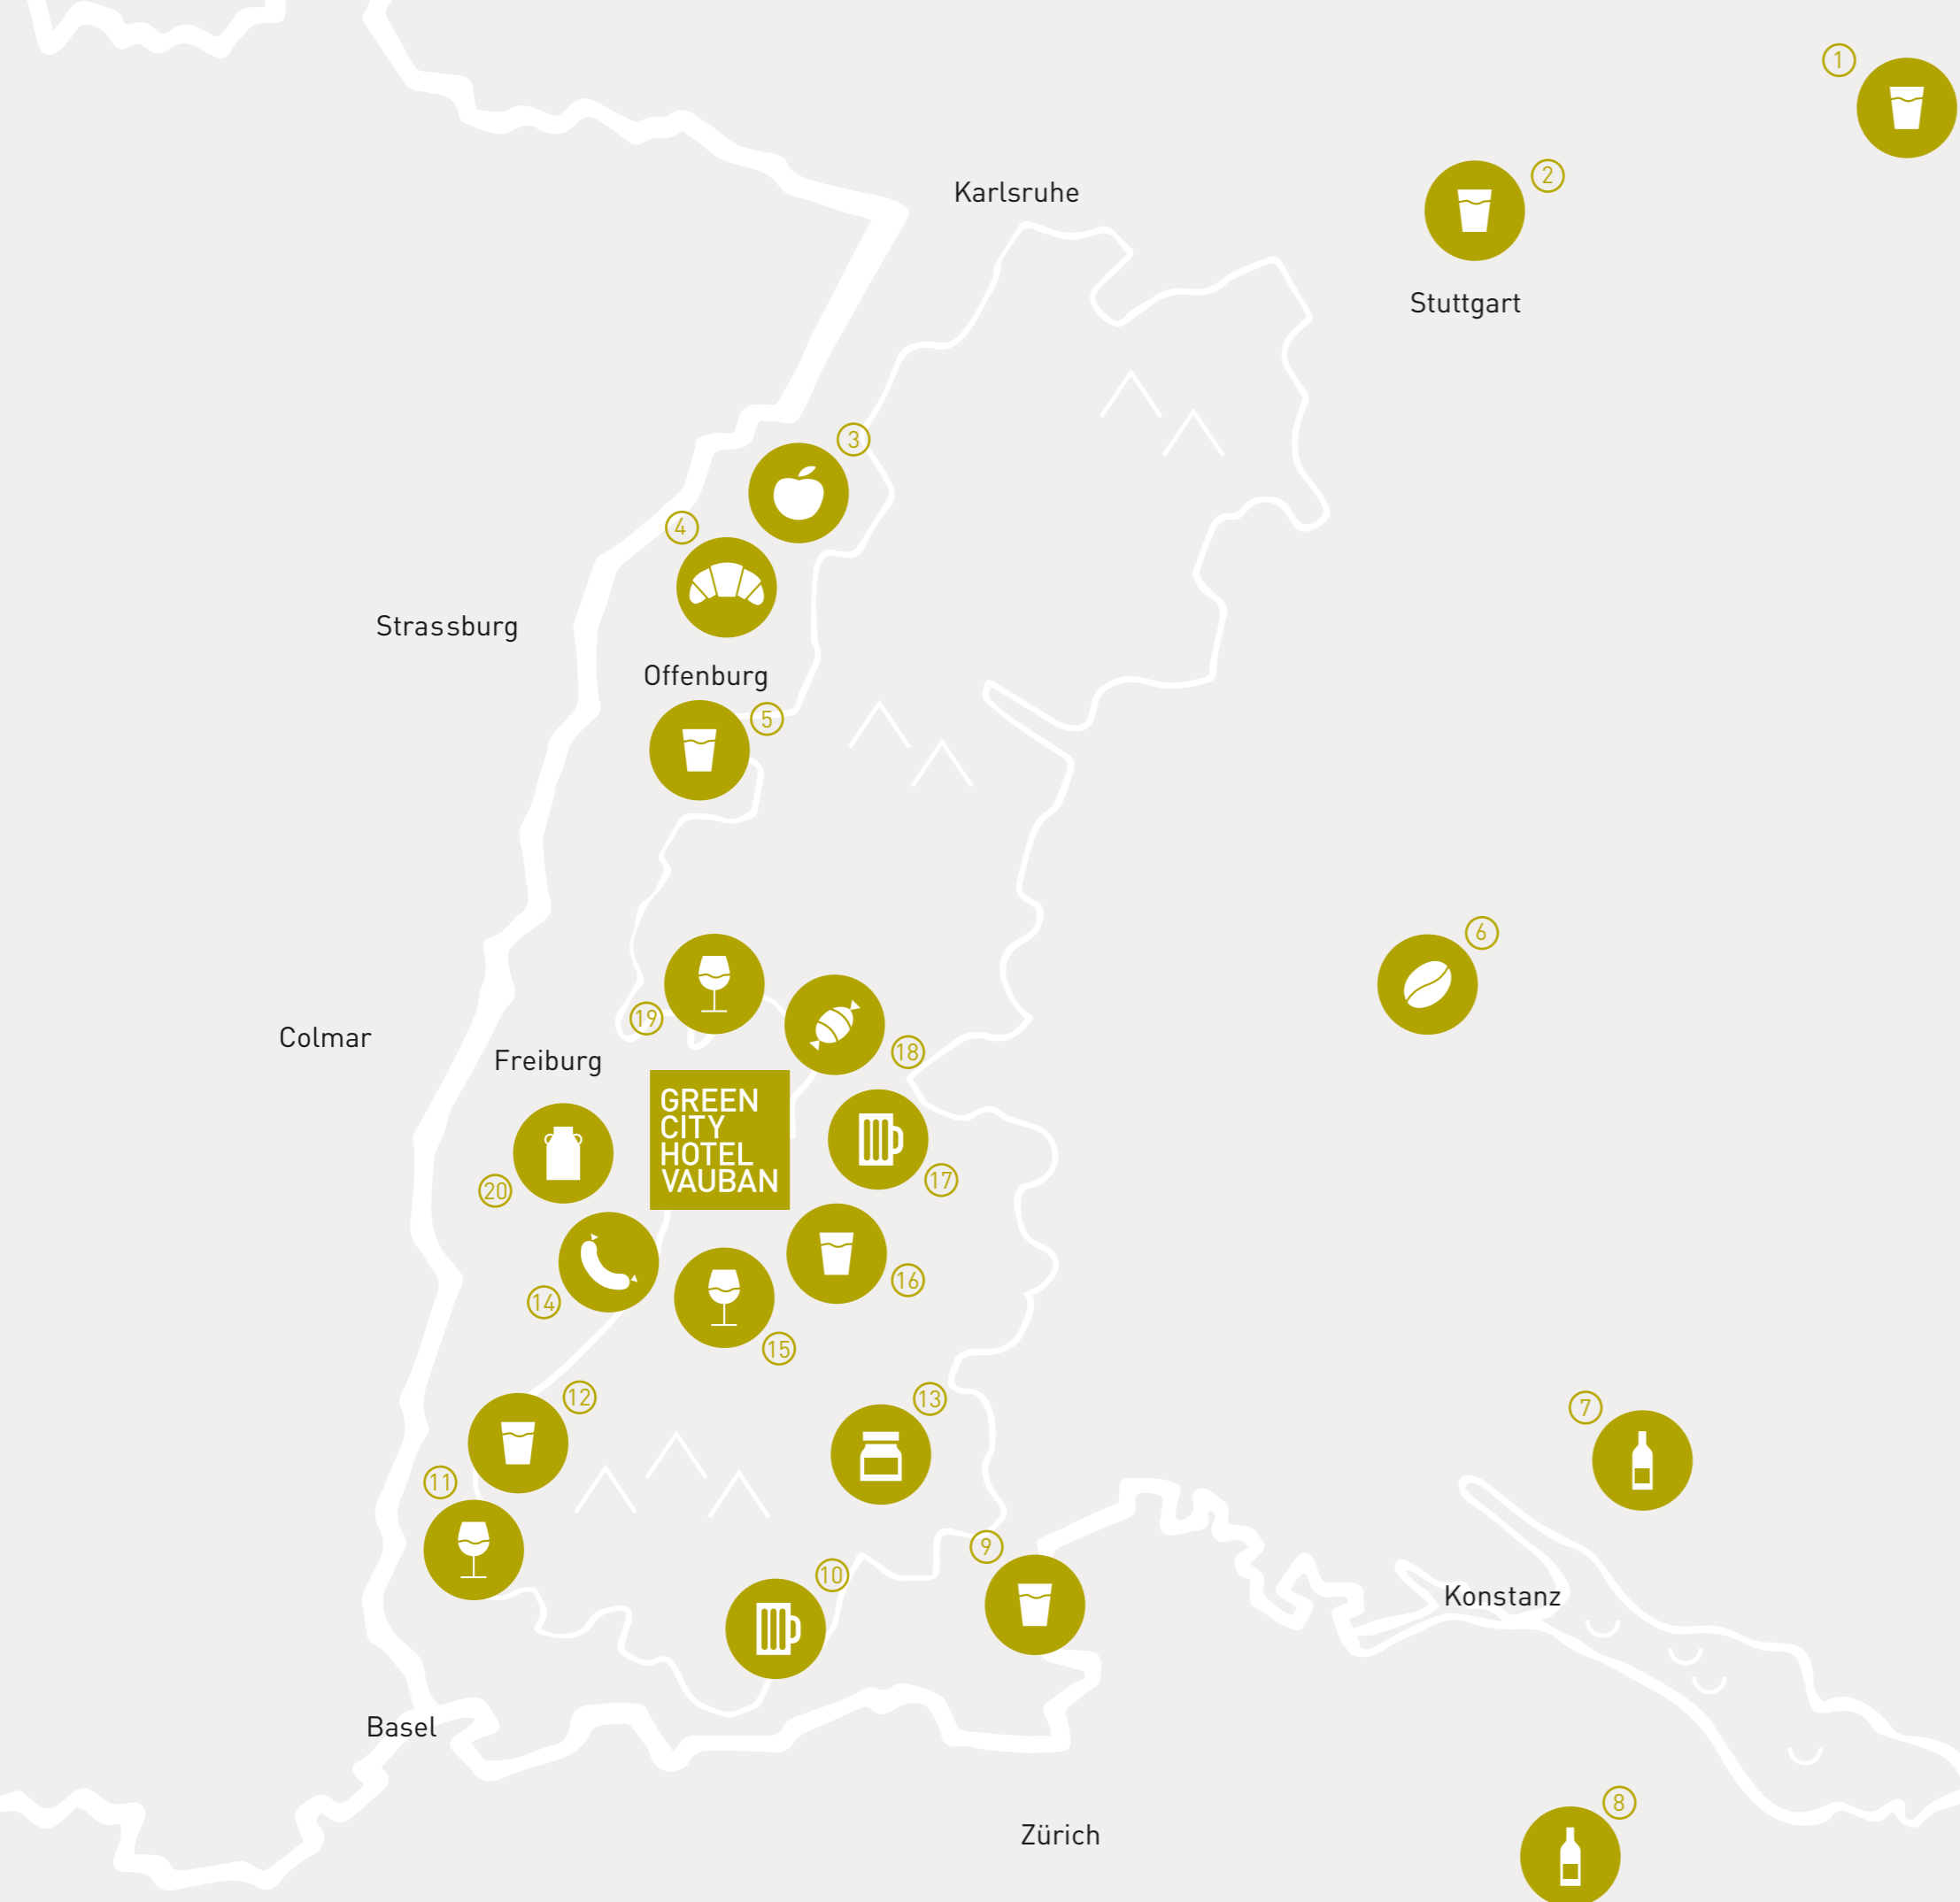 1
Karlsruhe
2
Stuttgart
3
4
Strassburg
Offenburg
5
6
19
Colmar
Freiburg
18
GREEN
CITY
HOTEL
VAUBAN
17
20
16
14
15
12
13
7
11
9
10
Konstanz
Basel
8
Zürich